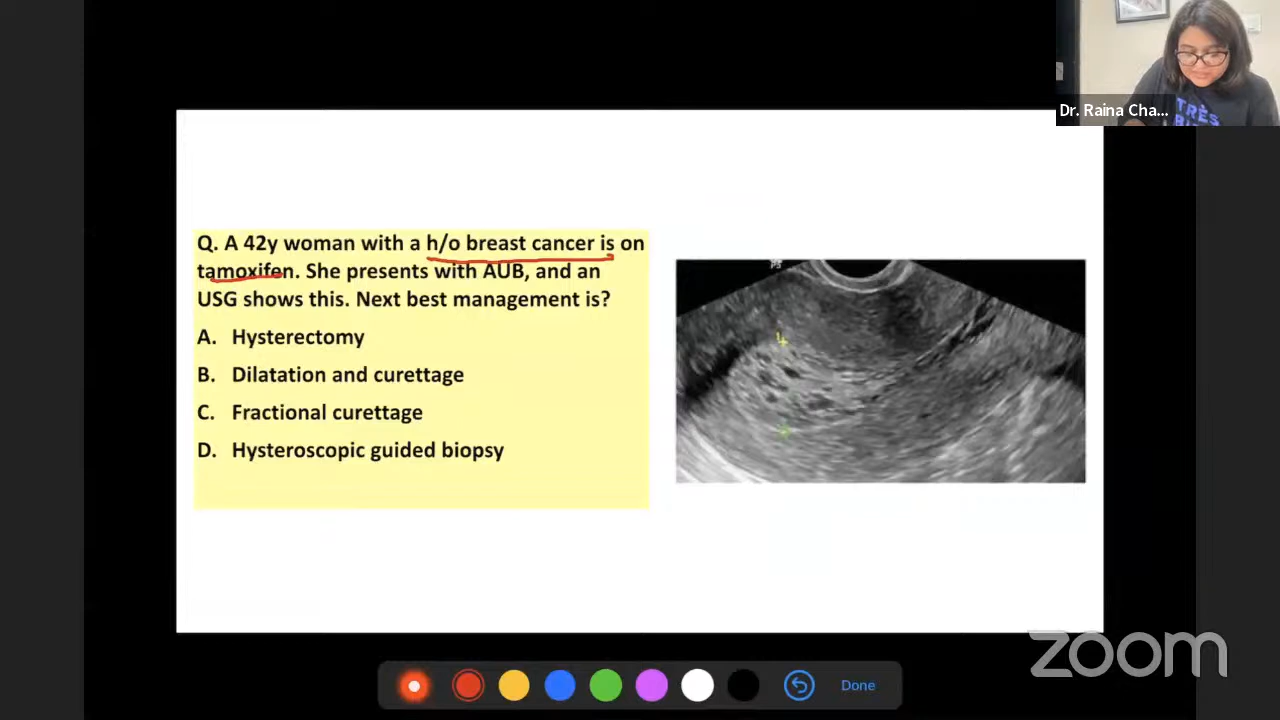 Dr. Raina Cha...
TRÈS
Q. A 42y woman with a h/o breast cancer is on
tamoxifen. She presents with AUB, and an
USG shows this. Next best management is?
A. Hysterectomy
B. Dilatation and curettage
C. Fractional curettage
D. Hysteroscopic guided biopsy
zoom
Done